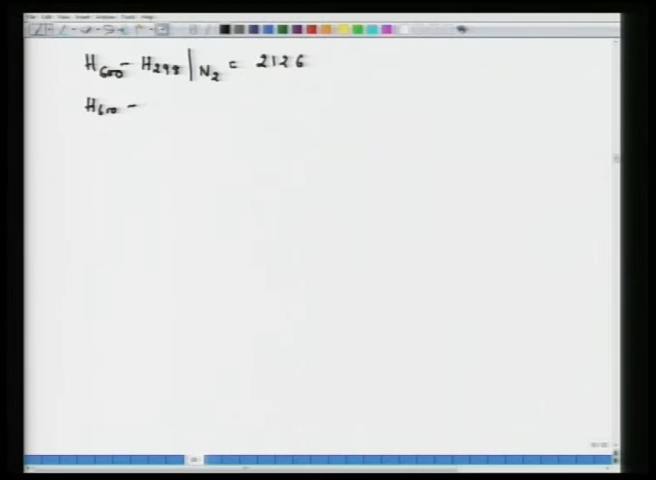 H₆₀₀ - H₂₉₈ | N₂ = 2126
H₆₀₀ -